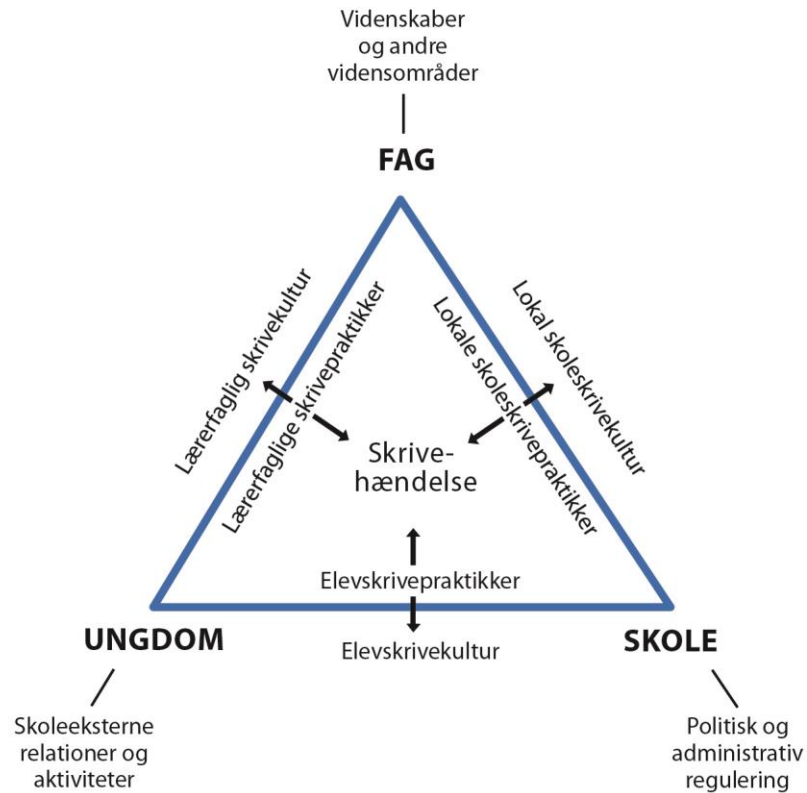 Videnskaber
og andre
vidensområder
FAG
Lærerfaglig skrivekultur
Lærerfaglige skrivepraktikker
Lokale skoleskrivepraktikker
Lokal skoleskrivekultur
Skrive-
hændelse
Elevskrivepraktikker
Elevskrivekultur
UNGDOM
SKOLE
Skoleeksterne
relationer og
aktiviteter
Politisk og
administrativ
regulering